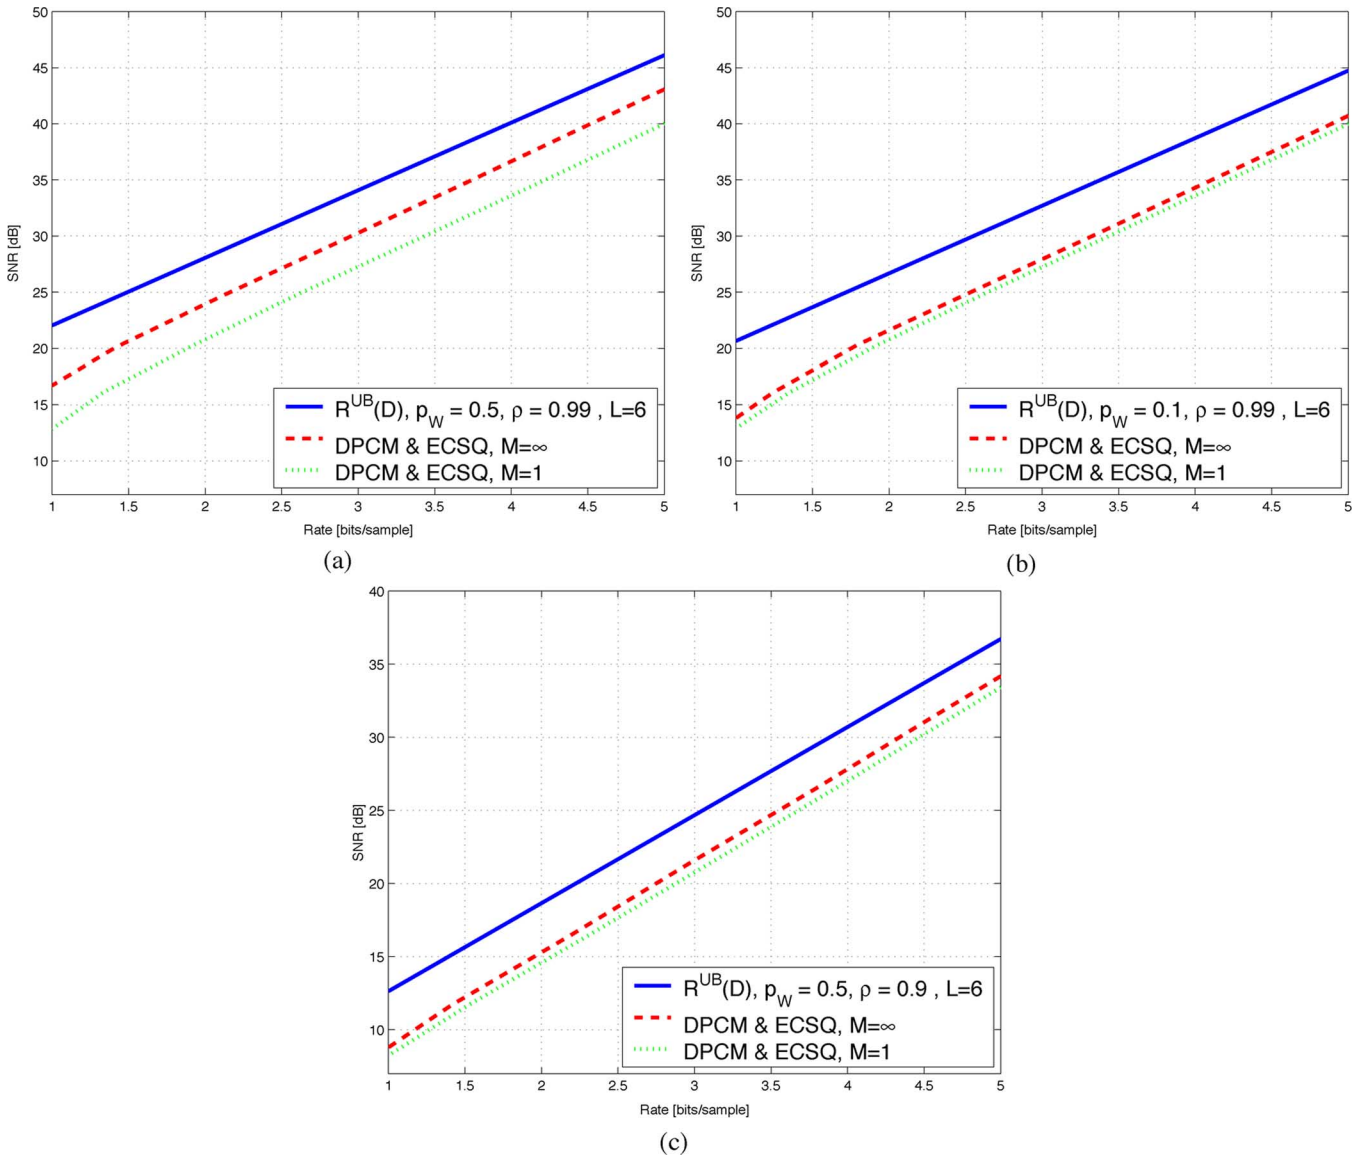 50
45
40
35
30
25
20
15
10
SNR [dB]
R^UB(D), p_W = 0.5, ρ = 0.99 , L=6
DPCM & ECSQ, M=∞
DPCM & ECSQ, M=1
1 1.5 2 2.5 3 3.5 4 4.5 5
Rate [bits/sample]
(a)
50
45
40
35
30
25
20
15
10
SNR [dB]
R^UB(D), p_W = 0.1, ρ = 0.99 , L=6
DPCM & ECSQ, M=∞
DPCM & ECSQ, M=1
1 1.5 2 2.5 3 3.5 4 4.5 5
Rate [bits/sample]
(b)
40
35
30
25
20
15
10
SNR [dB]
R^UB(D), p_W = 0.5, ρ = 0.9 , L=6
DPCM & ECSQ, M=∞
DPCM & ECSQ, M=1
1 1.5 2 2.5 3 3.5 4 4.5 5
Rate [bits/sample]
(c)